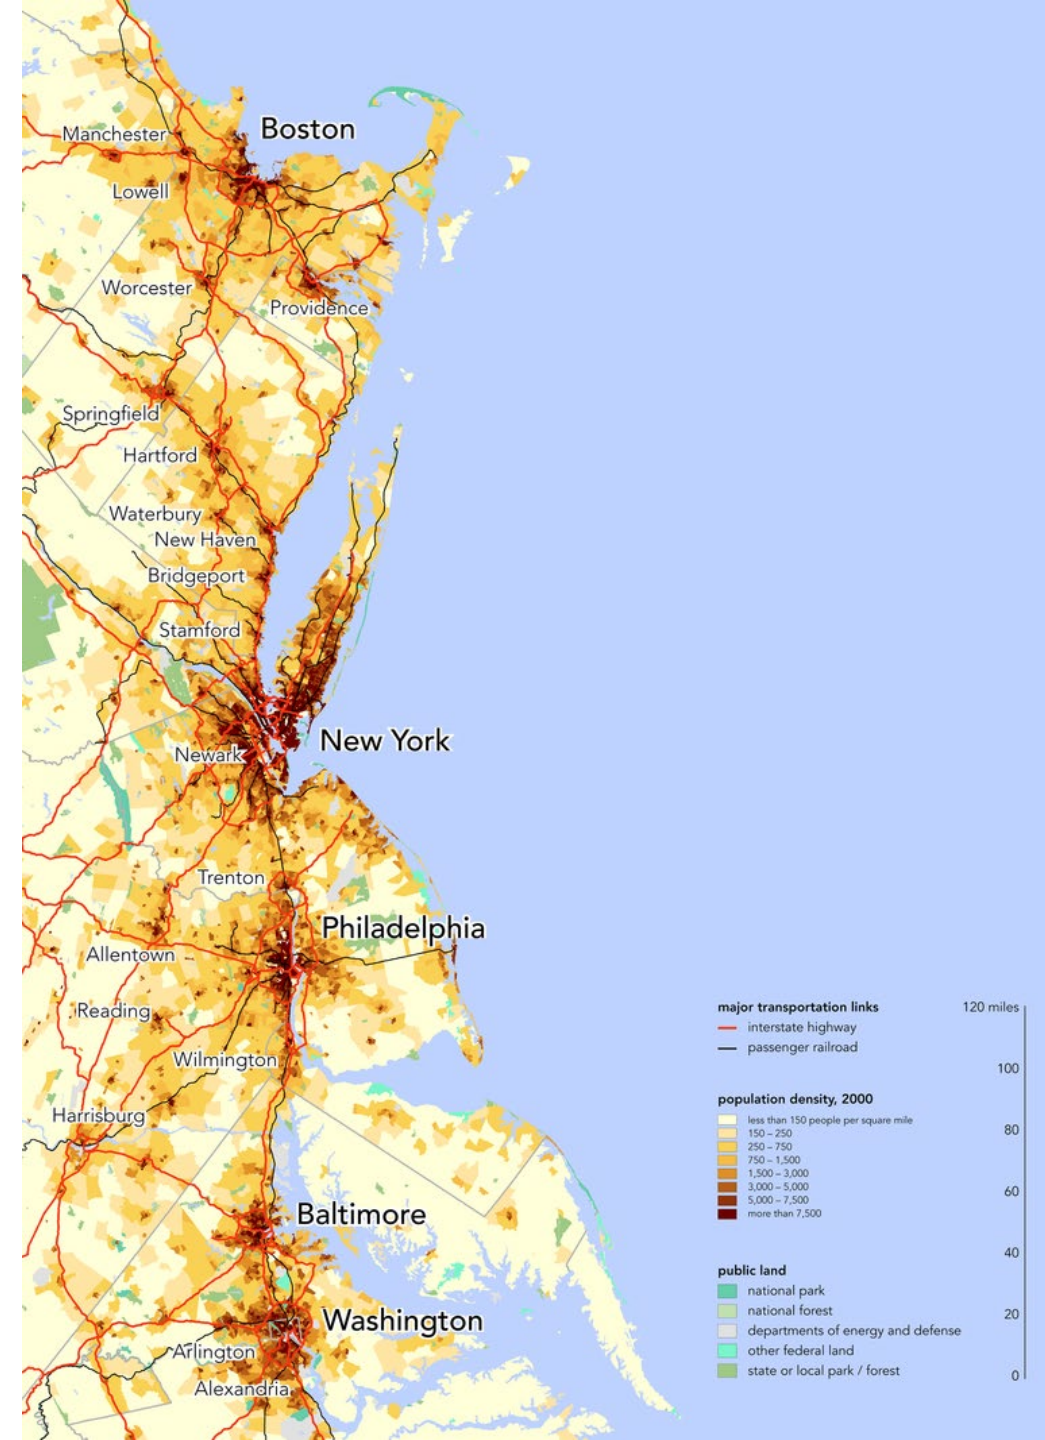 Boston
Manchester
Lowell
Worcester
Providence
Springfield
Hartford
Waterbury
New Haven
Bridgeport
Stamford
New York
Newark
Trenton
Philadelphia
Allentown
Reading
Wilmington
Harrisburg
Baltimore
Washington
Arlington
Alexandria
major transportation links
interstate highway
passenger railroad
population density, 2000
less than 150 people per square mile
150 – 250
250 – 750
750 – 1,500
1,500 – 3,000
3,000 – 5,000
5,000 – 7,500
more than 7,500
public land
national park
national forest
departments of energy and defense
other federal land
state or local park / forest
120 miles
100
80
60
40
20
0